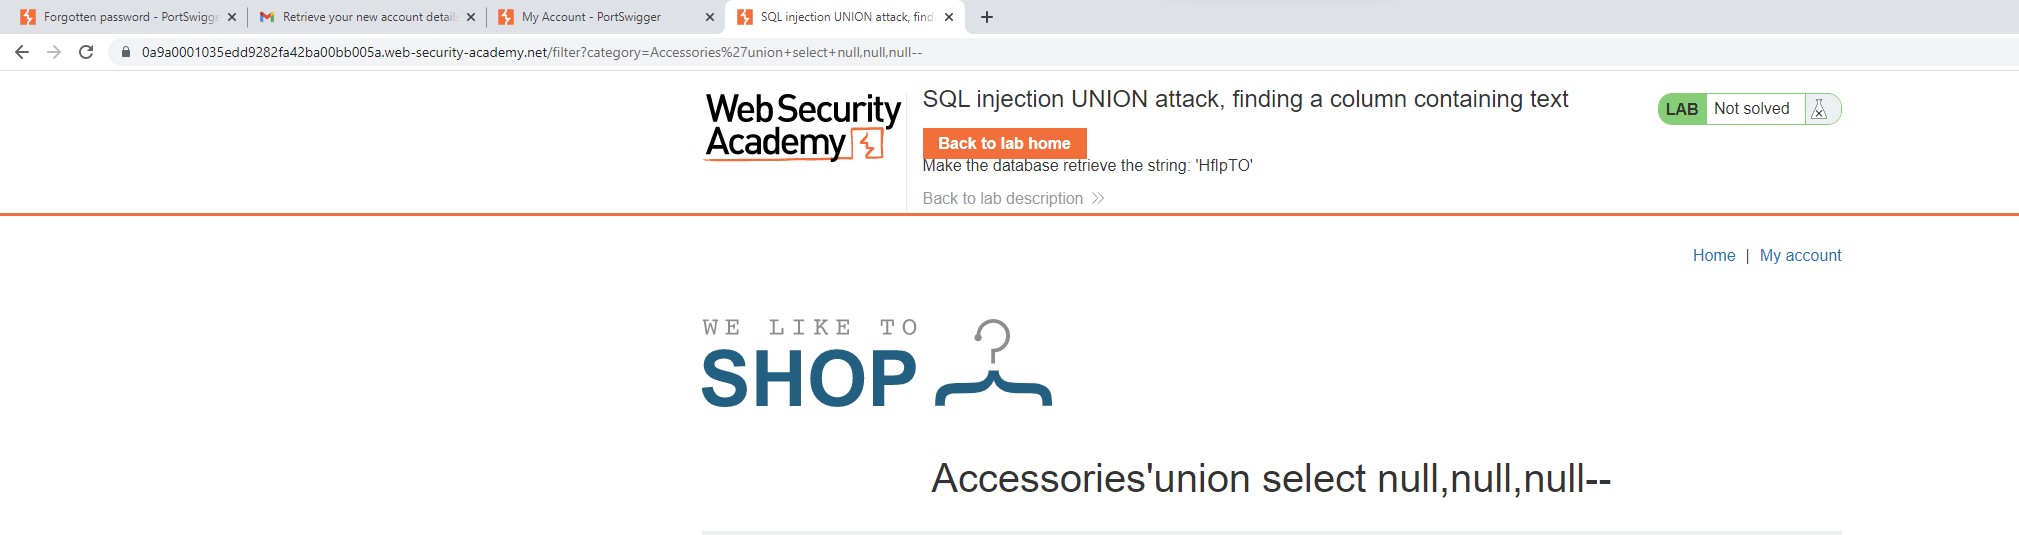 Forgotten password - PortSwigge
Retrieve your new account details
My Account - PortSwigger
SQL injection UNION attack, find
0a9a0001035edd9282fa42ba00bb005a.web-security-academy.net/filter?category=Accessories%27union+select+null,null,null--
Web Security
Academy
SQL injection UNION attack, finding a column containing text
LAB Not solved
Back to lab home
Make the database retrieve the string: 'HflpTO'
Back to lab description >>
Home | My account
WE LIKE TO
SHOP
Accessories'union select null,null,null--